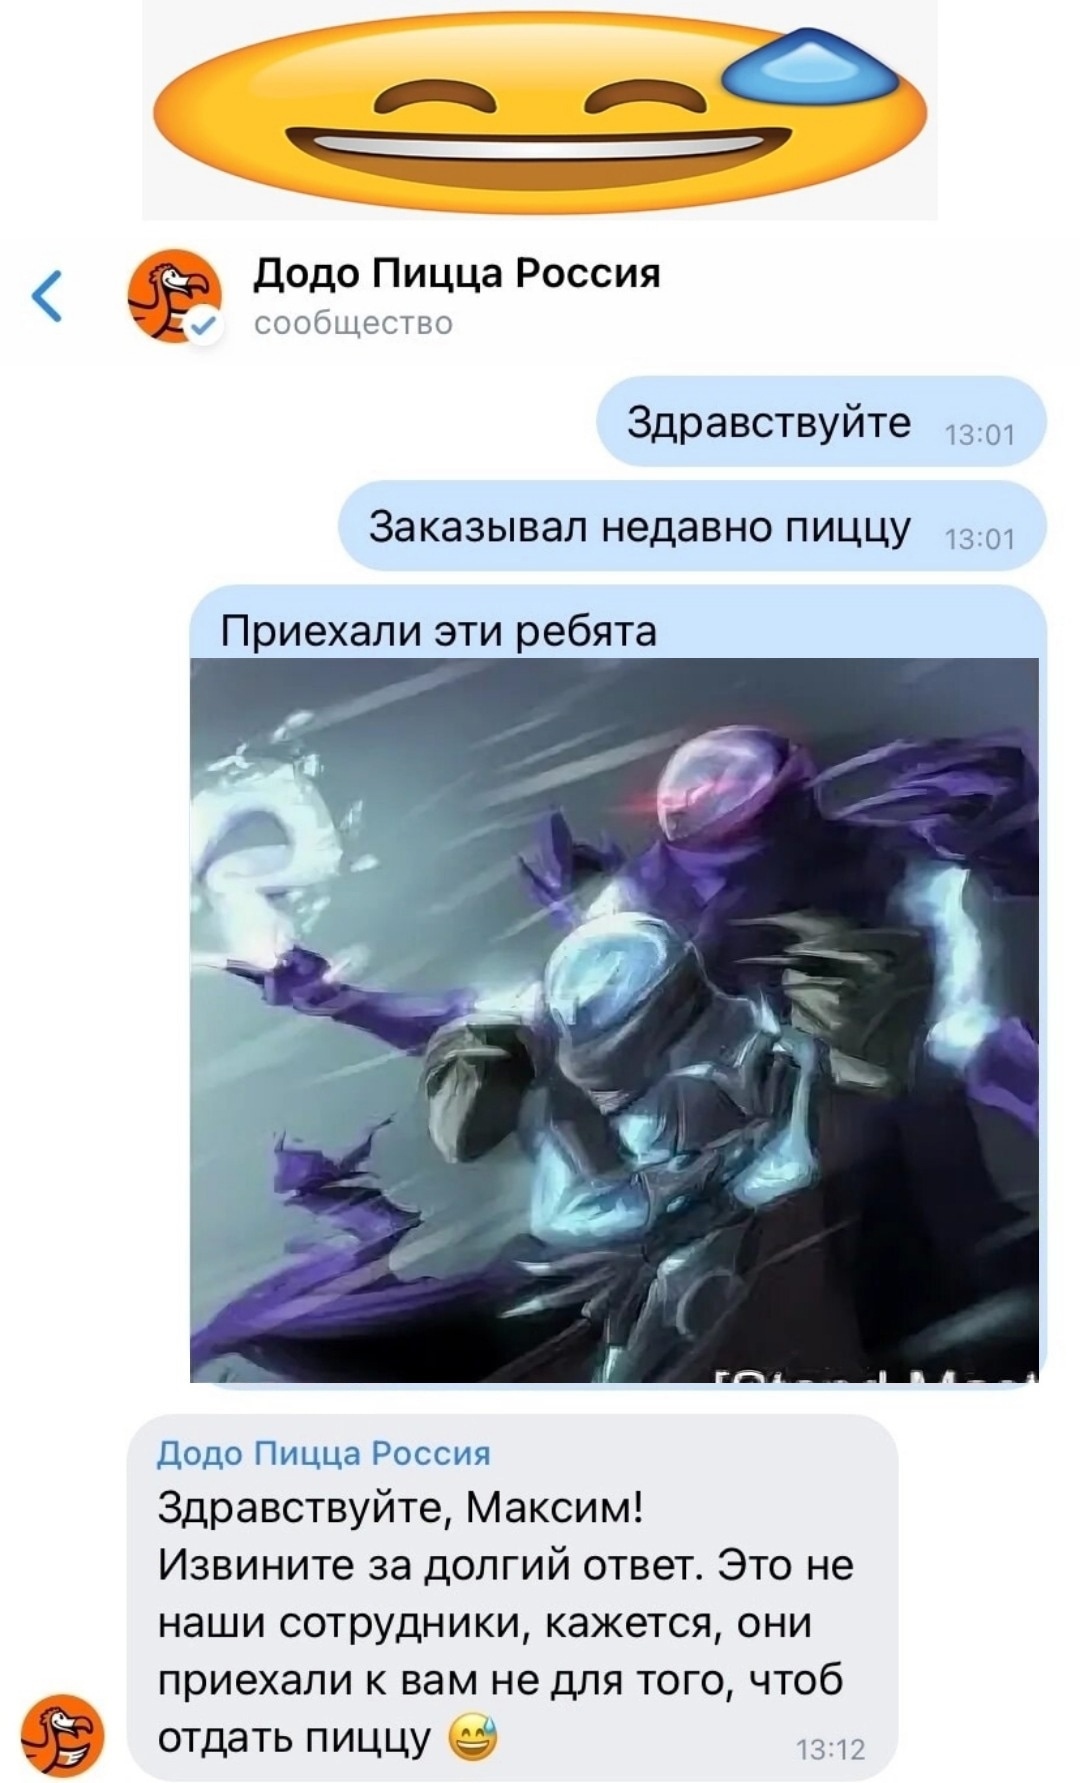 Додо Пицца Россия
сообщество
Здравствуйте 13:01
Заказывал недавно пиццу 13:01
Приехали эти ребята
Додо Пицца Россия
Здравствуйте, Максим!
Извините за долгий ответ. Это не
наши сотрудники, кажется, они
приехали к вам не для того, чтоб
отдать пиццу 😅 13:12